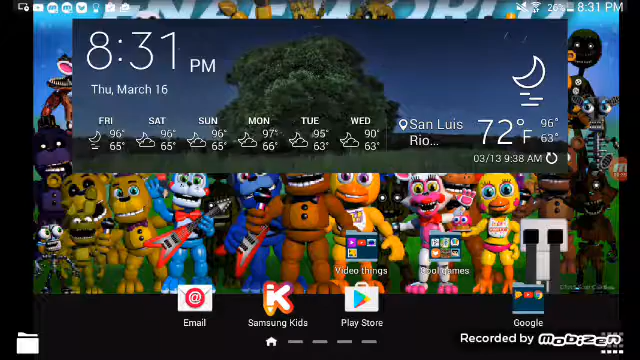 26% 8:31 PM
8:31 PM
Thu, March 16
FRI SAT SUN MON TUE WED
96° 96° 96° 97° 95° 90°
65° 65° 65° 66° 63° 63°
San Luis
Rio...
72°F
96°
63°
03/13 9:38 AM
Video things
Cool games
Email
Samsung Kids
Play Store
Google
Recorded by MOBIZEN